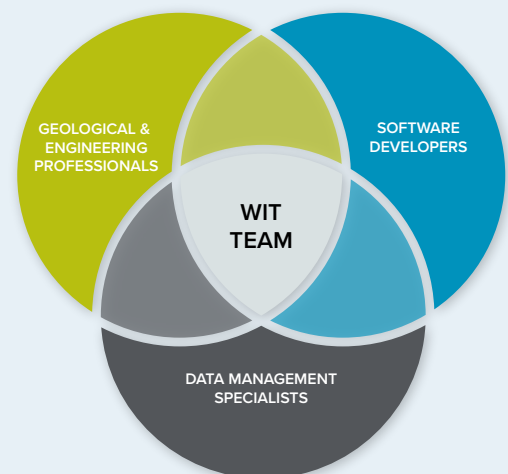 GEOLOGICAL &
ENGINEERING
PROFESSIONALS
SOFTWARE
DEVELOPERS
WIT
TEAM
DATA MANAGEMENT
SPECIALISTS